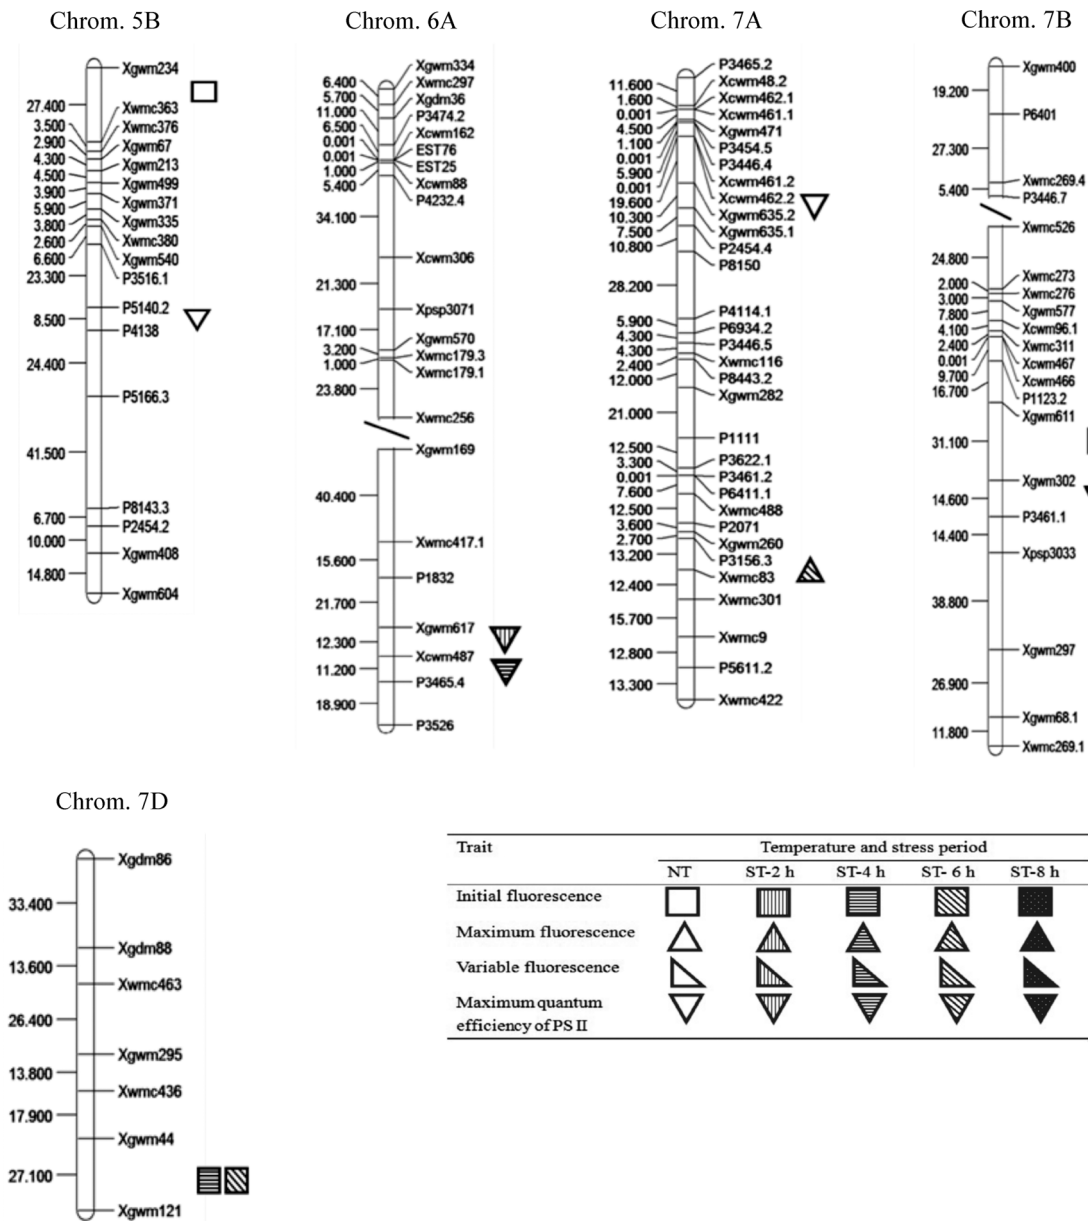 Chrom. 5B
Xgwm234
27.400
Xwmc363
3.500
Xwmc376
2.900
Xgwm67
4.300
Xgwm213
4.500
Xgwm499
3.900
Xgwm371
5.900
Xgwm335
3.800
Xwmc380
2.600
Xgwm540
6.600
P3516.1
23.300
P5140.2
8.500
P4138
24.400
P5166.3
41.500
P8143.3
6.700
P2454.2
10.000
Xgwm408
14.800
Xgwm604
Chrom. 6A
Xgwm334
6.400
Xwmc297
5.700
Xgdm36
11.000
P3474.2
6.500
Xcwm162
0.001
EST76
0.001
EST25
1.000
Xcwm88
5.400
P4232.4
34.100
Xcwm306
21.300
Xpsp3071
17.100
Xgwm570
3.200
Xwmc179.3
1.000
Xwmc179.1
23.800
Xwmc256
Xgwm169
40.400
Xwmc417.1
15.600
P1832
21.700
Xgwm617
12.300
Xcwm487
11.200
P3465.4
18.900
P3526
Chrom. 7A
P3465.2
11.600
Xcwm48.2
1.600
Xcwm462.1
0.001
Xcwm461.1
4.500
Xgwm471
1.100
P3454.5
0.001
P3446.4
5.900
Xcwm461.2
0.001
Xcwm462.2
19.600
Xgwm635.2
10.300
Xgwm635.1
7.500
P2454.4
10.800
P8150
28.200
P4114.1
5.900
P6934.2
4.300
P3446.5
4.300
Xwmc116
2.400
P8443.2
12.000
Xgwm282
21.000
P1111
12.500
P3622.1
3.300
P3461.2
0.001
P6411.1
7.600
Xwmc488
12.500
P2071
3.600
Xgwm260
2.700
P3156.3
13.200
Xwmc83
12.400
Xwmc301
15.700
Xwmc9
12.800
P5611.2
13.300
Xwmc422
Chrom. 7B
Xgwm400
19.200
P6401
27.300
Xwmc269.4
5.400
P3446.7
Xwmc526
24.800
Xwmc273
2.000
Xwmc276
3.000
Xgwm577
7.800
Xcwm96.1
4.100
Xwmc311
2.400
Xcwm467
0.001
Xcwm466
9.700
P1123.2
16.700
Xgwm611
31.100
Xgwm302
14.600
P3461.1
14.400
Xpsp3033
38.800
Xgwm297
26.900
Xgwm68.1
11.800
Xwmc269.1
Chrom. 7D
Xgdm86
33.400
Xgdm88
13.600
Xwmc463
26.400
Xgwm295
13.800
Xwmc436
17.900
Xgwm44
27.100
Xgwm121
Trait Temperature and stress period
NT ST-2 h ST-4 h ST- 6 h ST-8 h
Initial fluorescence
Maximum fluorescence
Variable fluorescence
Maximum quantum
efficiency of PS II